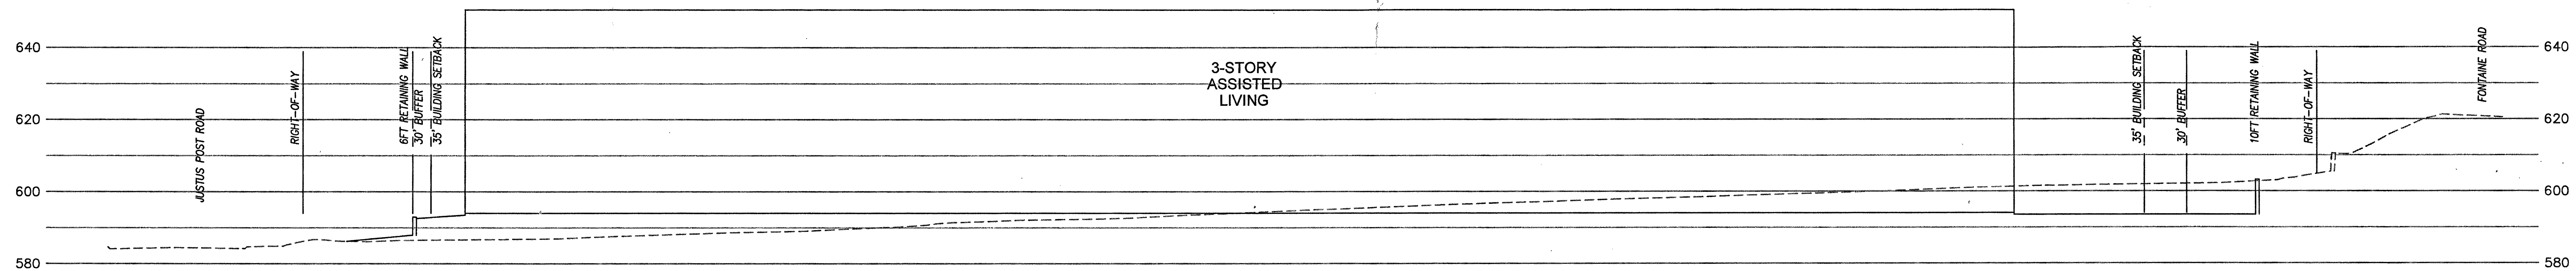 640
620
600
580
JUSTUS POST ROAD
RIGHT-OF-WAY
6FT RETAINING WALL
30' BUFFER
35' BUILDING SETBACK
3-STORY
ASSISTED
LIVING
35' BUILDING SETBACK
30' BUFFER
10FT RETAINING WALL
RIGHT-OF-WAY
FONTAINE ROAD
640
620
600
580